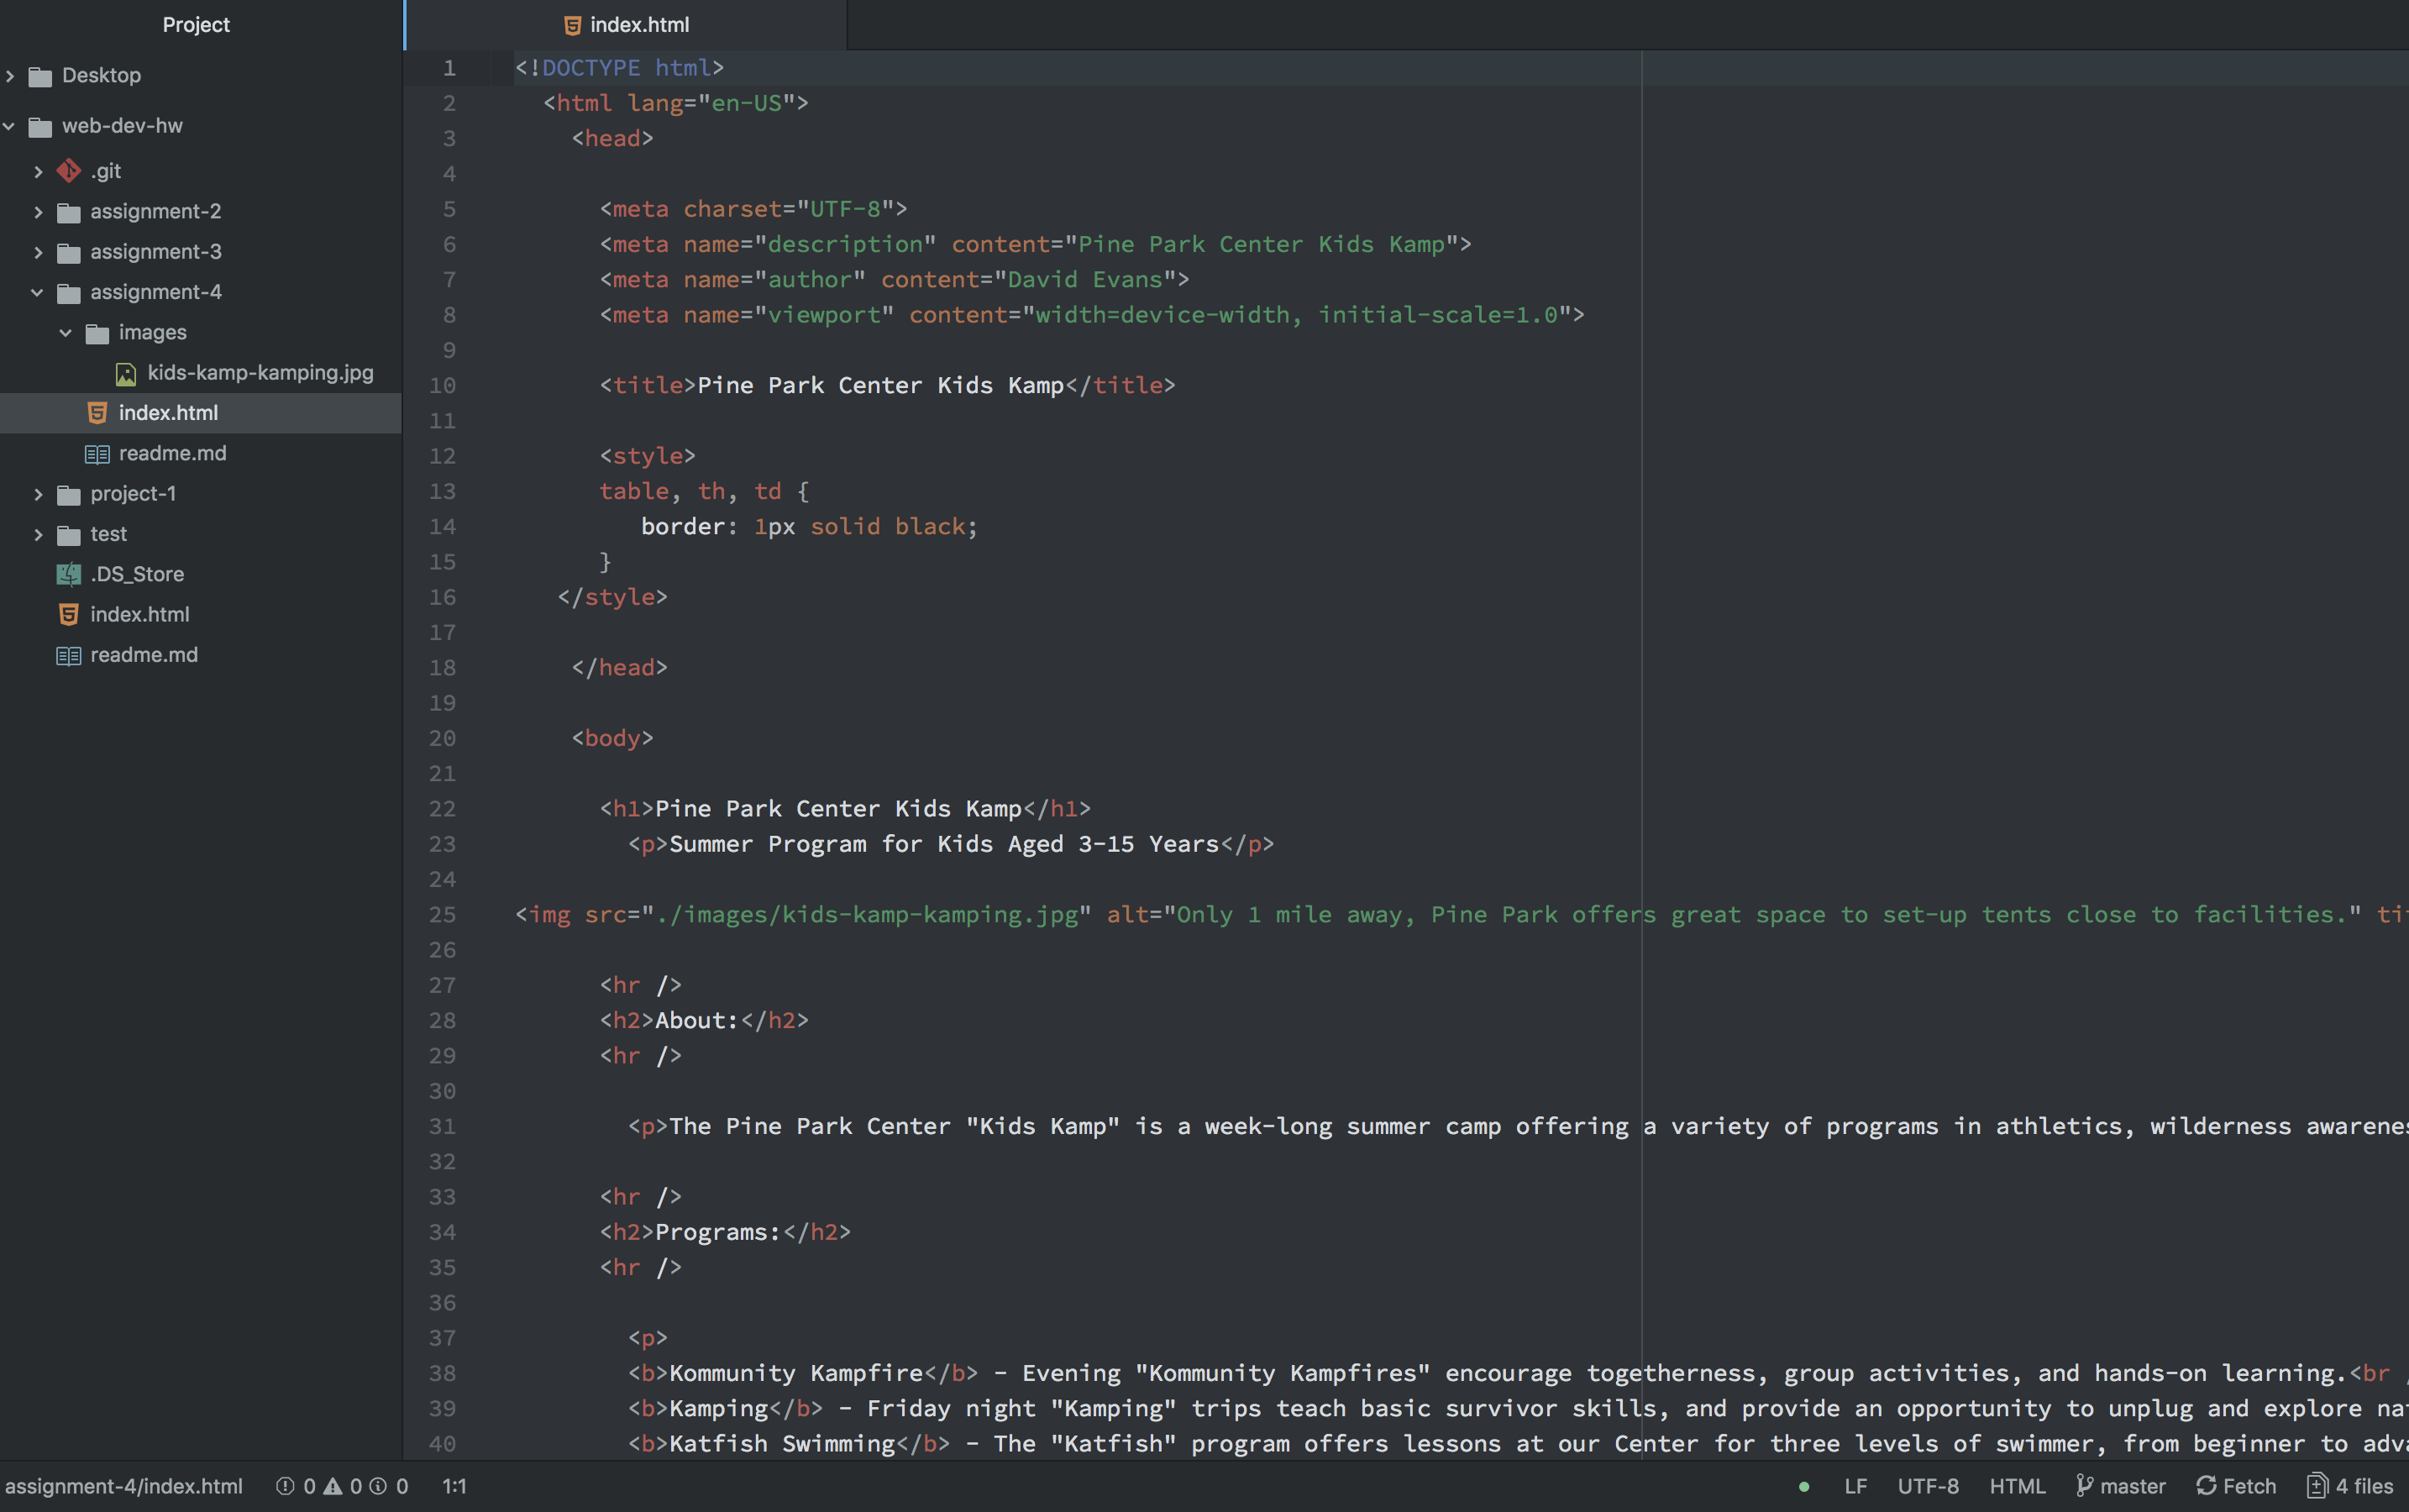 Project
Desktop
web-dev-hw
.git
assignment-2
assignment-3
assignment-4
images
kids-kamp-kamping.jpg
index.html
readme.md
project-1
test
.DS_Store
index.html
readme.md
index.html
1 <!DOCTYPE html>
2 <html lang="en-US">
3 <head>
4
5 <meta charset="UTF-8">
6 <meta name="description" content="Pine Park Center Kids Kamp">
7 <meta name="author" content="David Evans">
8 <meta name="viewport" content="width=device-width, initial-scale=1.0">
9
10 <title>Pine Park Center Kids Kamp</title>
11
12 <style>
13 table, th, td {
14 border: 1px solid black;
15 }
16 </style>
17
18 </head>
19
20 <body>
21
22 <h1>Pine Park Center Kids Kamp</h1>
23 <p>Summer Program for Kids Aged 3-15 Years</p>
24
25 <img src="./images/kids-kamp-kamping.jpg" alt="Only 1 mile away, Pine Park offers great space to set-up tents close to facilities."
26
27 <hr />
28 <h2>About:</h2>
29 <hr />
30
31 <p>The Pine Park Center "Kids Kamp" is a week-long summer camp offering a variety of programs in athletics, wilderness
32
33 <hr />
34 <h2>Programs:</h2>
35 <hr />
36
37 <p>
38 <b>Kommunity Kampfire</b> - Evening "Kommunity Kampfires" encourage togetherness, group activities, and hands-on learning.<br
39 <b>Kamping</b> - Friday night "Kamping" trips teach basic survivor skills, and provide an opportunity to unplug and explore
40 <b>Katfish Swimming</b> - The "Katfish" program offers lessons at our Center for three levels of swimmer, from beginner to
assignment-4/index.html 0 0 0 1:1 LF UTF-8 HTML master Fetch 4 files